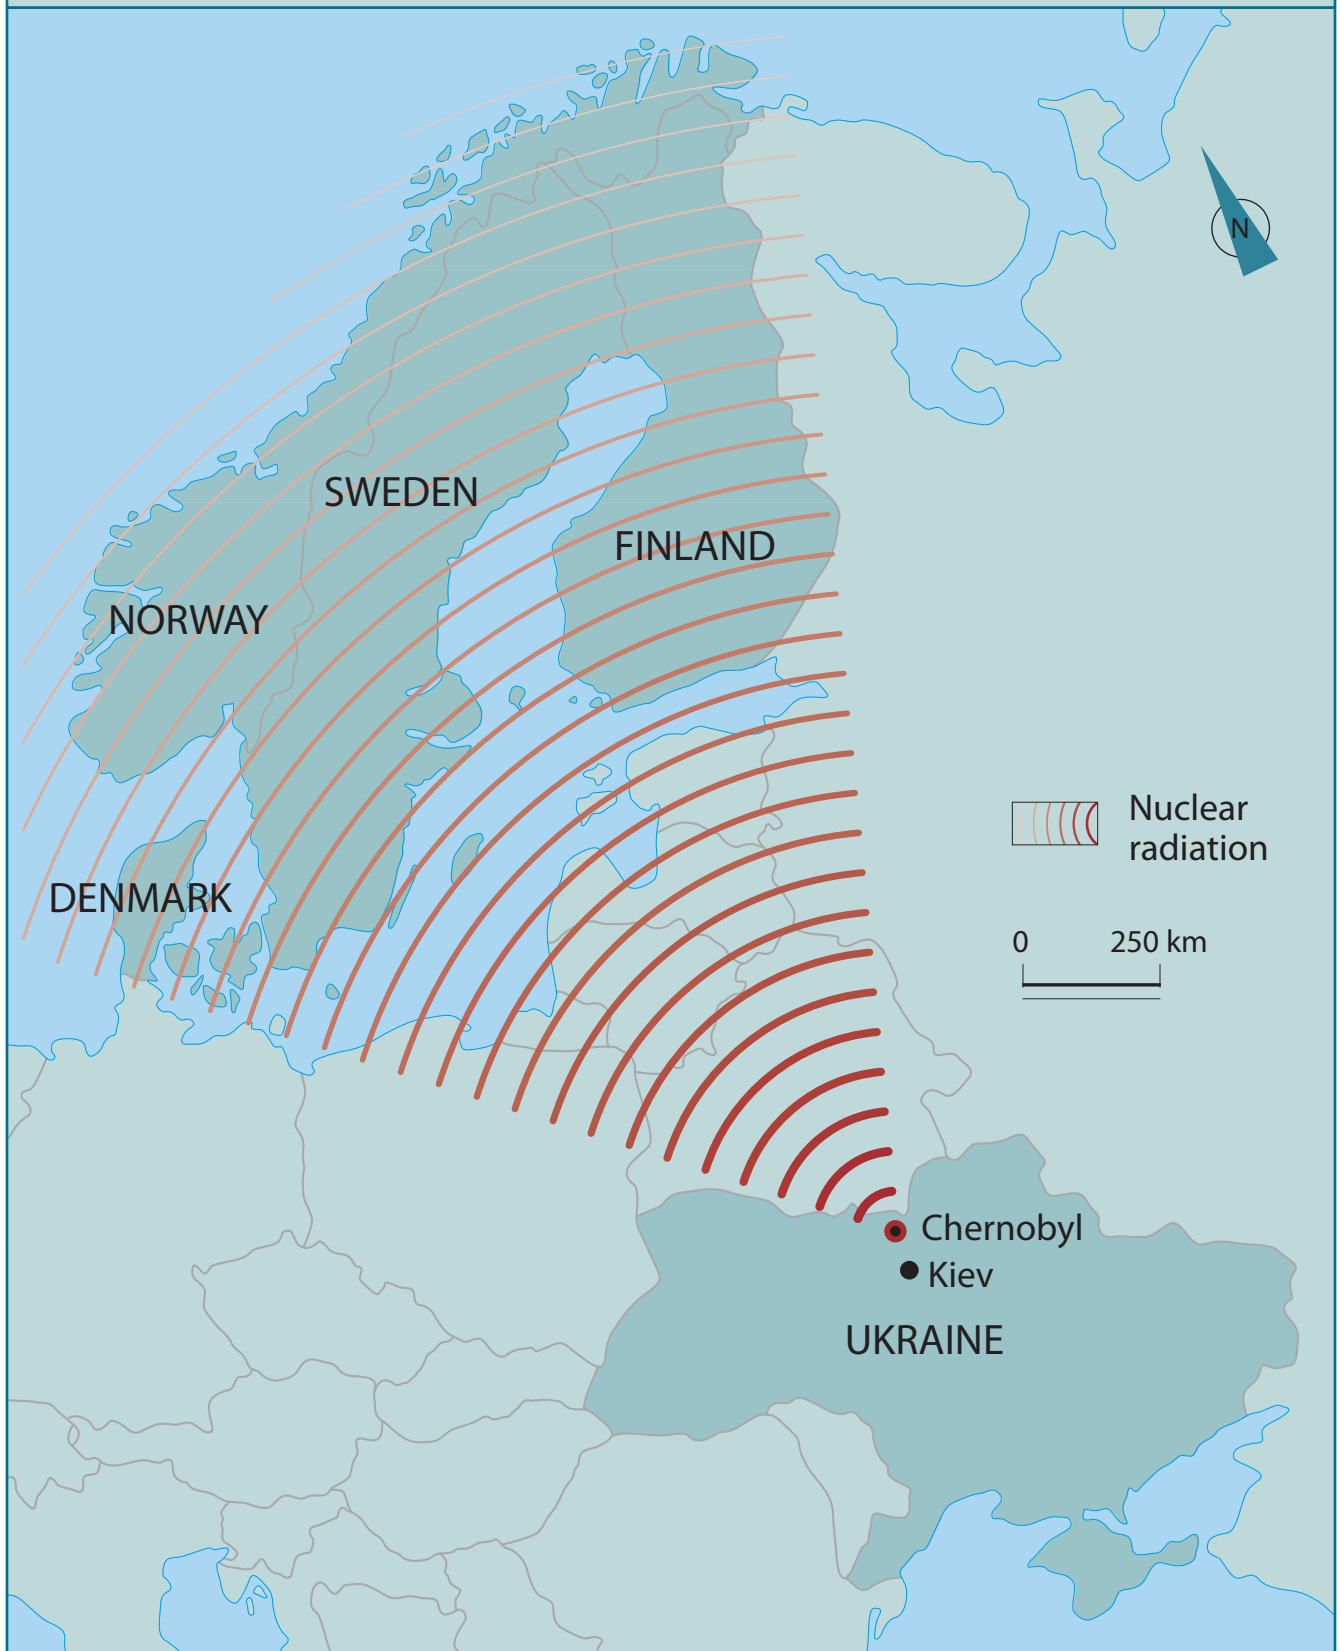 N
SWEDEN
FINLAND
NORWAY
Nuclear
radiation
DENMARK
0 250 km
Chernobyl
Kiev
UKRAINE